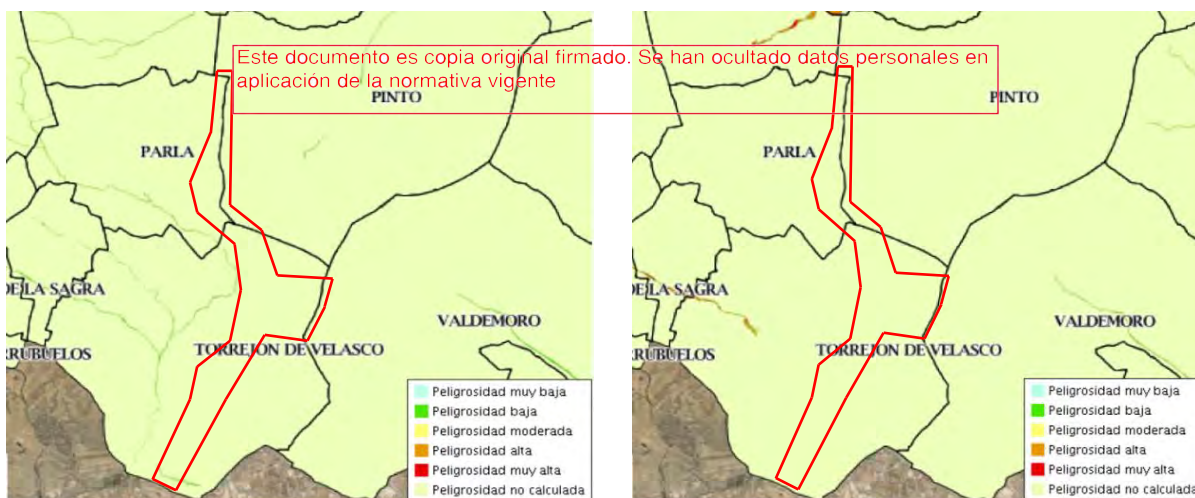 Este documento es copia original firmado. Se han ocultado datos personales en
aplicación de la normativa vigente
PINTO
PARLA
DE LA SAGRA
VALDEMORO
RRUBUELOS
TORREJON DE VELASCO
Peligrosidad muy baja
Peligrosidad baja
Peligrosidad moderada
Peligrosidad alta
Peligrosidad muy alta
Peligrosidad no calculada
PINTO
PARLA
DE LA SAGRA
VALDEMORO
RRUBUELOS
TORREJON DE VELASCO
Peligrosidad muy baja
Peligrosidad baja
Peligrosidad moderada
Peligrosidad alta
Peligrosidad muy alta
Peligrosidad no calculada